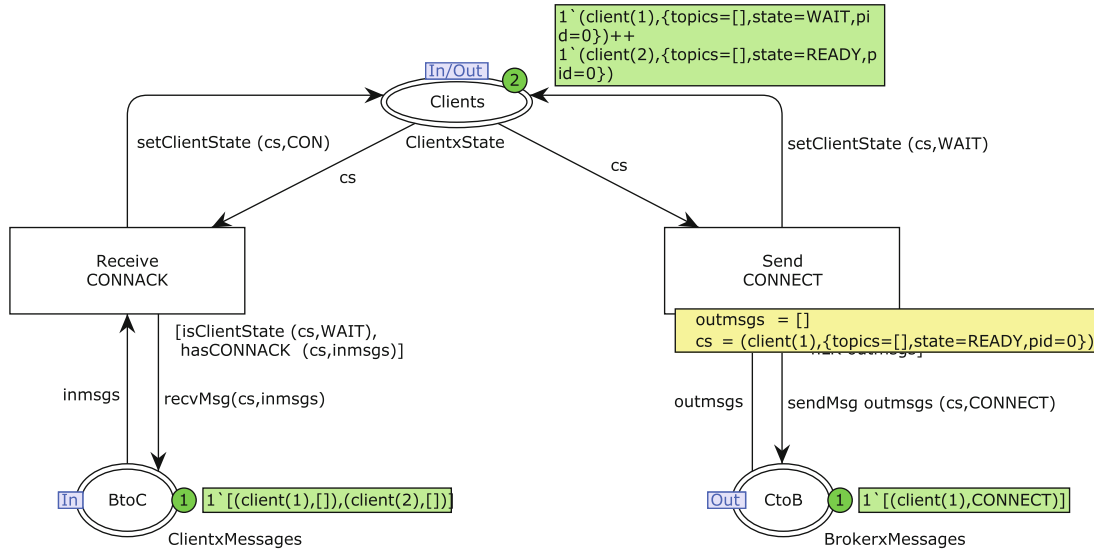 1`(client(1),{topics=[],state=WAIT,pi
d=0})++
1`(client(2),{topics=[],state=READY,p
id=0})
In/Out
2
Clients
ClientxState
setClientState (cs,CON)
setClientState (cs,WAIT)
cs
cs
Receive
CONNACK
Send
CONNECT
outmsgs = []
cs = (client(1),{topics=[],state=READY,pid=0})
[isClientState (cs,WAIT),
hasCONNACK (cs,inmsgs)]
inmsgs
recvMsg(cs,inmsgs)
outmsgs
sendMsg outmsgs (cs,CONNECT)
In
BtoC
1
1`[(client(1),[]),(client(2),[])]
ClientxMessages
Out
CtoB
1
1`[(client(1),CONNECT)]
BrokerxMessages